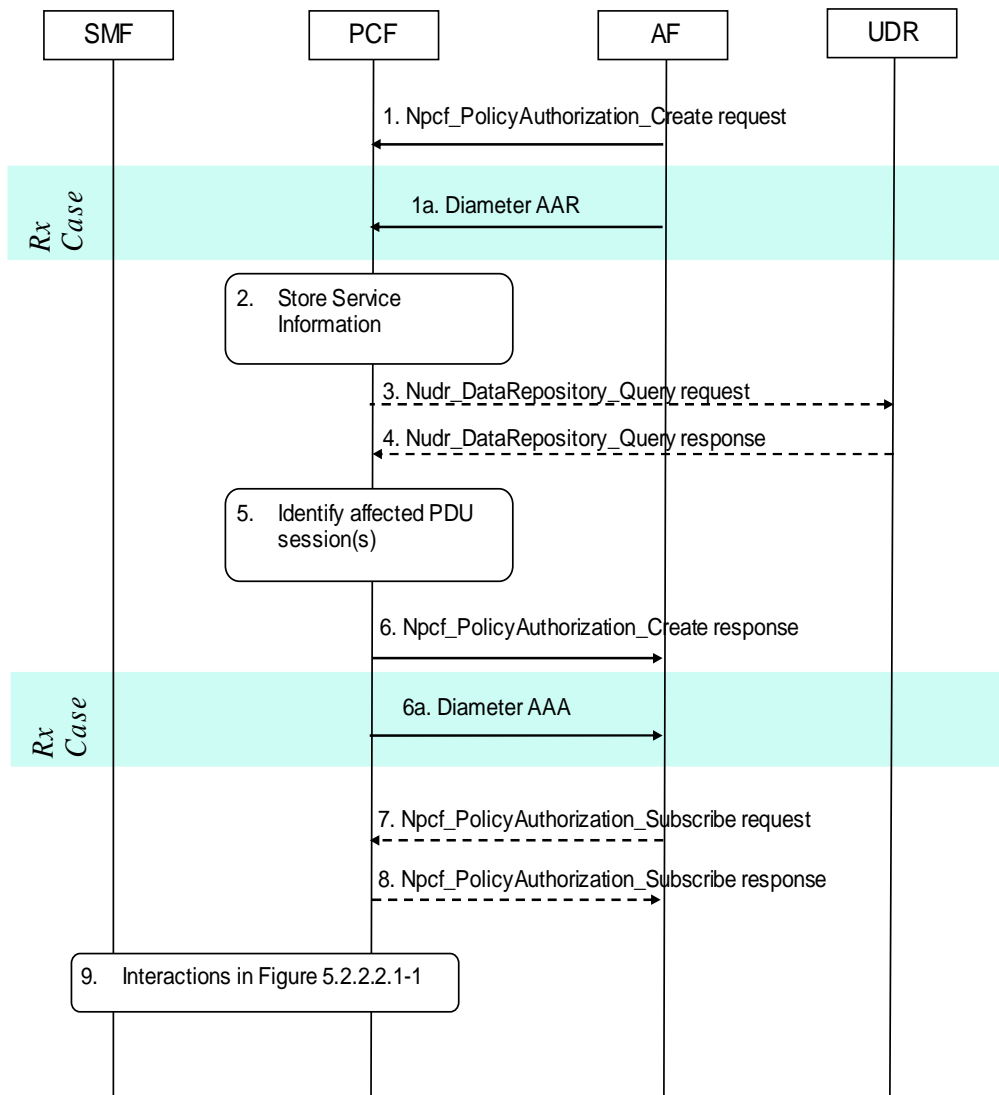 SMF
PCF
AF
UDR
1. Npcf_PolicyAuthorization_Create request
Rx
Case
1a. Diameter AAR
2. Store Service
Information
3. Nudr_DataRepository_Query request
4. Nudr_DataRepository_Query response
5. Identify affected PDU
session(s)
6. Npcf_PolicyAuthorization_Create response
Rx
Case
6a. Diameter AAA
7. Npcf_PolicyAuthorization_Subscribe request
8. Npcf_PolicyAuthorization_Subscribe response
9. Interactions in Figure 5.2.2.2.1-1